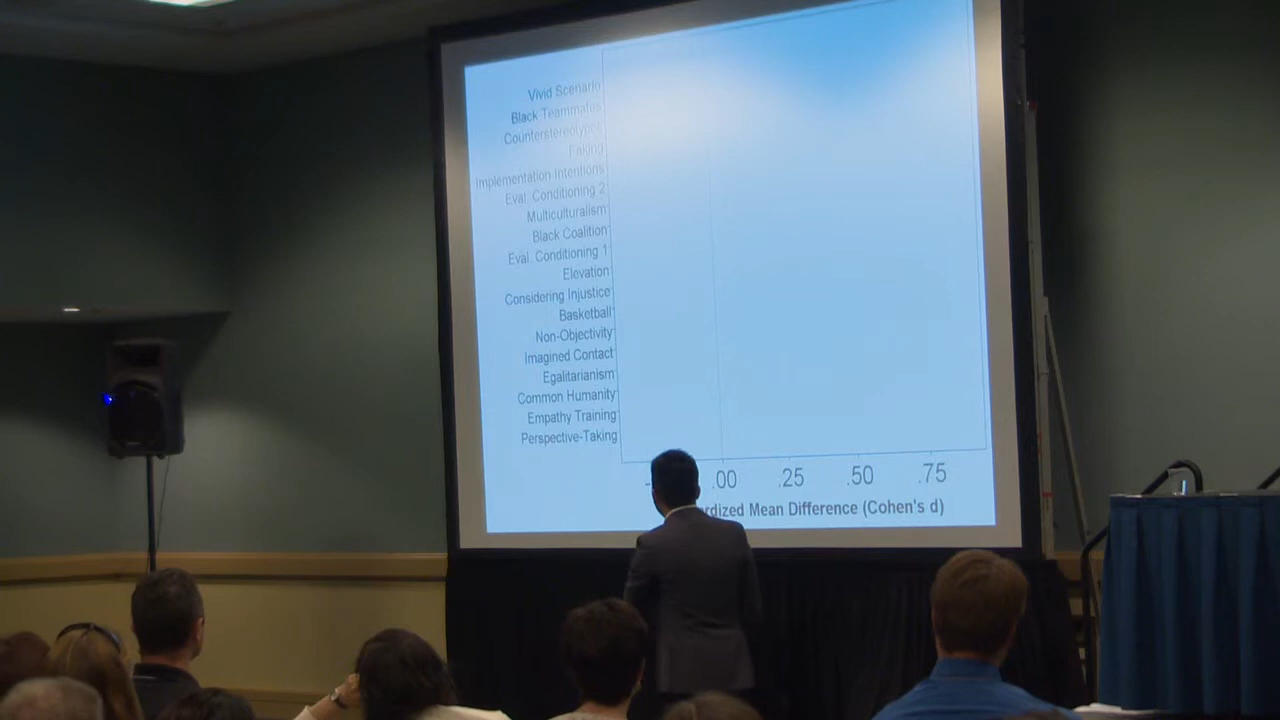 Vivid Scenario
Black Teammates
Counterstereotypes
Faking
Implementation Intentions
Eval. Conditioning 2
Multiculturalism
Black Coalition
Eval. Conditioning 1
Elevation
Considering Injustice
Basketball
Non-Objectivity
Imagined Contact
Egalitarianism
Common Humanity
Empathy Training
Perspective-Taking
.00 .25 .50 .75
Mean Difference (Cohen's d)